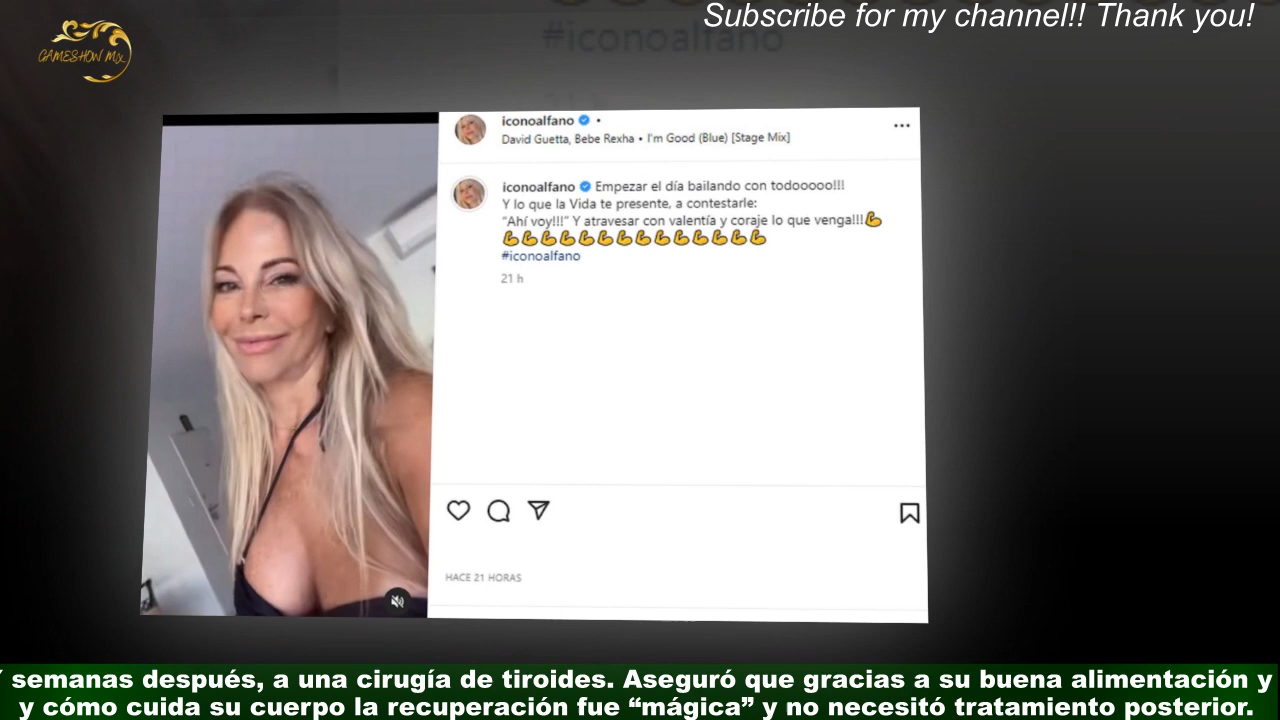 Subscribe for my channel!! Thank you!
#iconoalfano
GAMESHOW Mix
iconoalfano •
David Guetta, Bebe Rexha • I'm Good (Blue) [Stage Mix]
iconoalfano Empezar el día bailando con todooooo!!!
Y lo que la Vida te presente, a contestarle:
“Ahí voy!!!” Y atravesar con valentía y coraje lo que venga!!!💪
💪💪💪💪💪💪💪💪💪💪💪💪💪💪
#iconoalfano
21 h
HACE 21 HORAS
Y semanas después, a una cirugía de tiroides. Aseguró que gracias a su buena alimentación y
y cómo cuida su cuerpo la recuperación fue “mágica” y no necesitó tratamiento posterior.